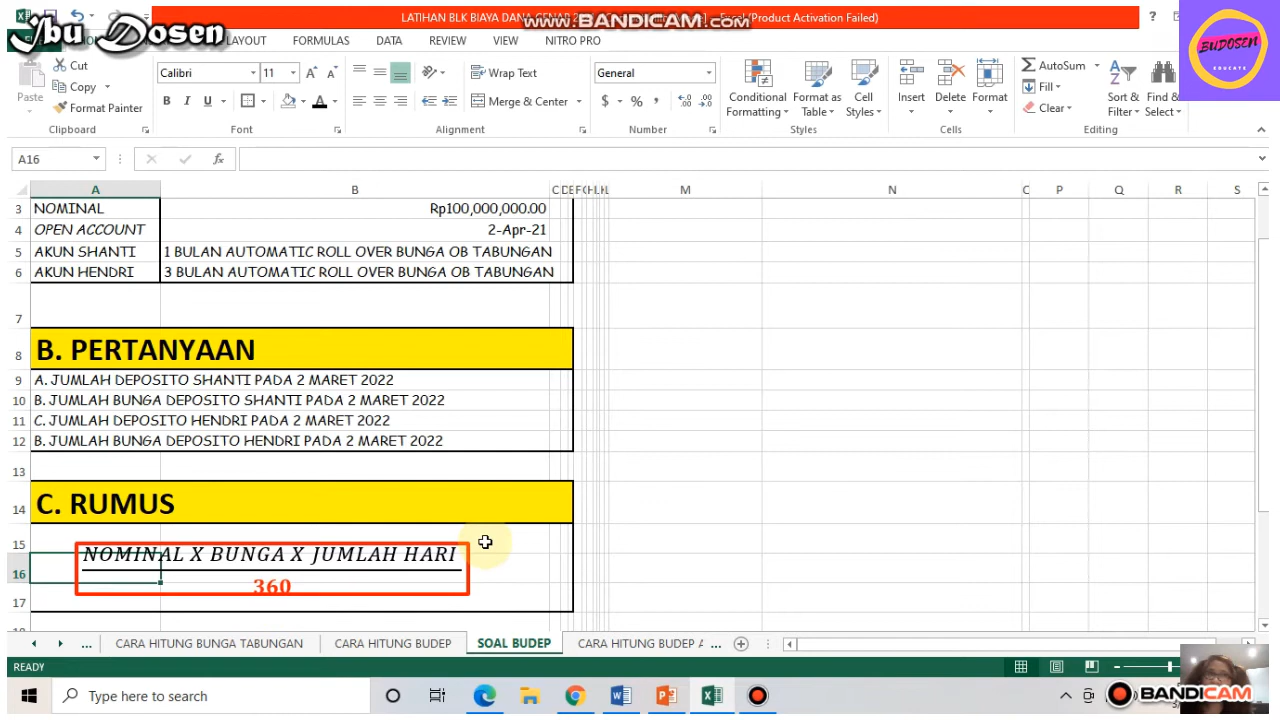 LATIHAN BLK BIAYA DANA
Excel (Product Activation Failed)
www.BANDICAM.com
Ibu Dosen
BUDOSEN
EDUCATE
LAYOUT FORMULAS DATA REVIEW VIEW NITRO PRO
Paste
Cut
Copy
Format Painter
Clipboard
Calibri 11
B I U
Font
Wrap Text
Merge & Center
Alignment
General
$ % ,
Number
Conditional Formatting
Format as Table
Cell Styles
Styles
Insert Delete Format
Cells
AutoSum
Fill
Clear
Sort & Filter
Find & Select
Editing
A16
fx
A B C D E F H M N C P Q R S
3 NOMINAL Rp100,000,000.00
4 OPEN ACCOUNT 2-Apr-21
5 AKUN SHANTI 1 BULAN AUTOMATIC ROLL OVER BUNGA OB TABUNGAN
6 AKUN HENDRI 3 BULAN AUTOMATIC ROLL OVER BUNGA OB TABUNGAN
7
8 B. PERTANYAAN
9 A. JUMLAH DEPOSITO SHANTI PADA 2 MARET 2022
10 B. JUMLAH BUNGA DEPOSITO SHANTI PADA 2 MARET 2022
11 C. JUMLAH DEPOSITO HENDRI PADA 2 MARET 2022
12 B. JUMLAH BUNGA DEPOSITO HENDRI PADA 2 MARET 2022
13
14 C. RUMUS
15 NOMINAL X BUNGA X JUMLAH HARI
16 360
17
... CARA HITUNG BUNGA TABUNGAN CARA HITUNG BUDEP SOAL BUDEP CARA HITUNG BUDEP A ...
READY
Type here to search
BANDICAM